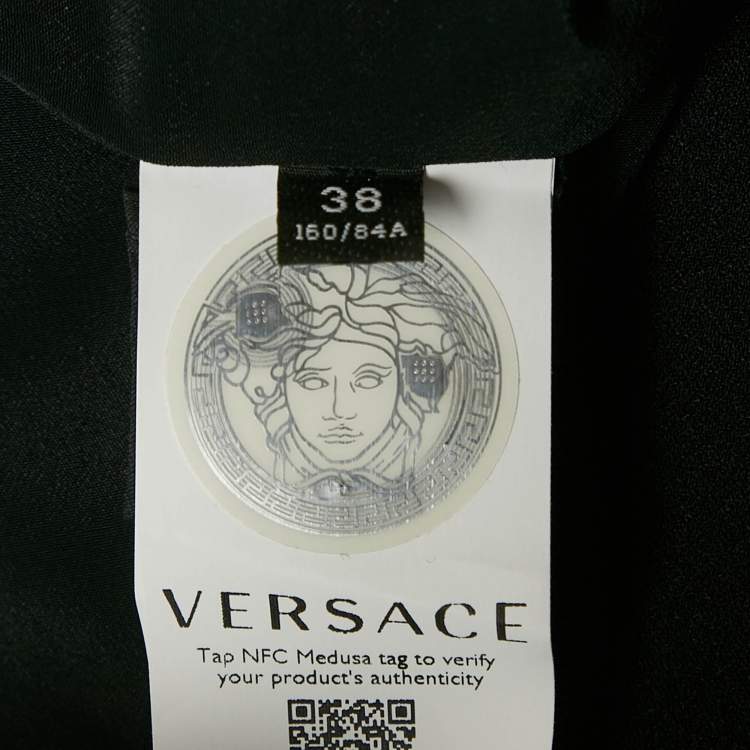 38
160/84A
VERSACE
Tap NFC Medusa tag to verify
your product's authenticity